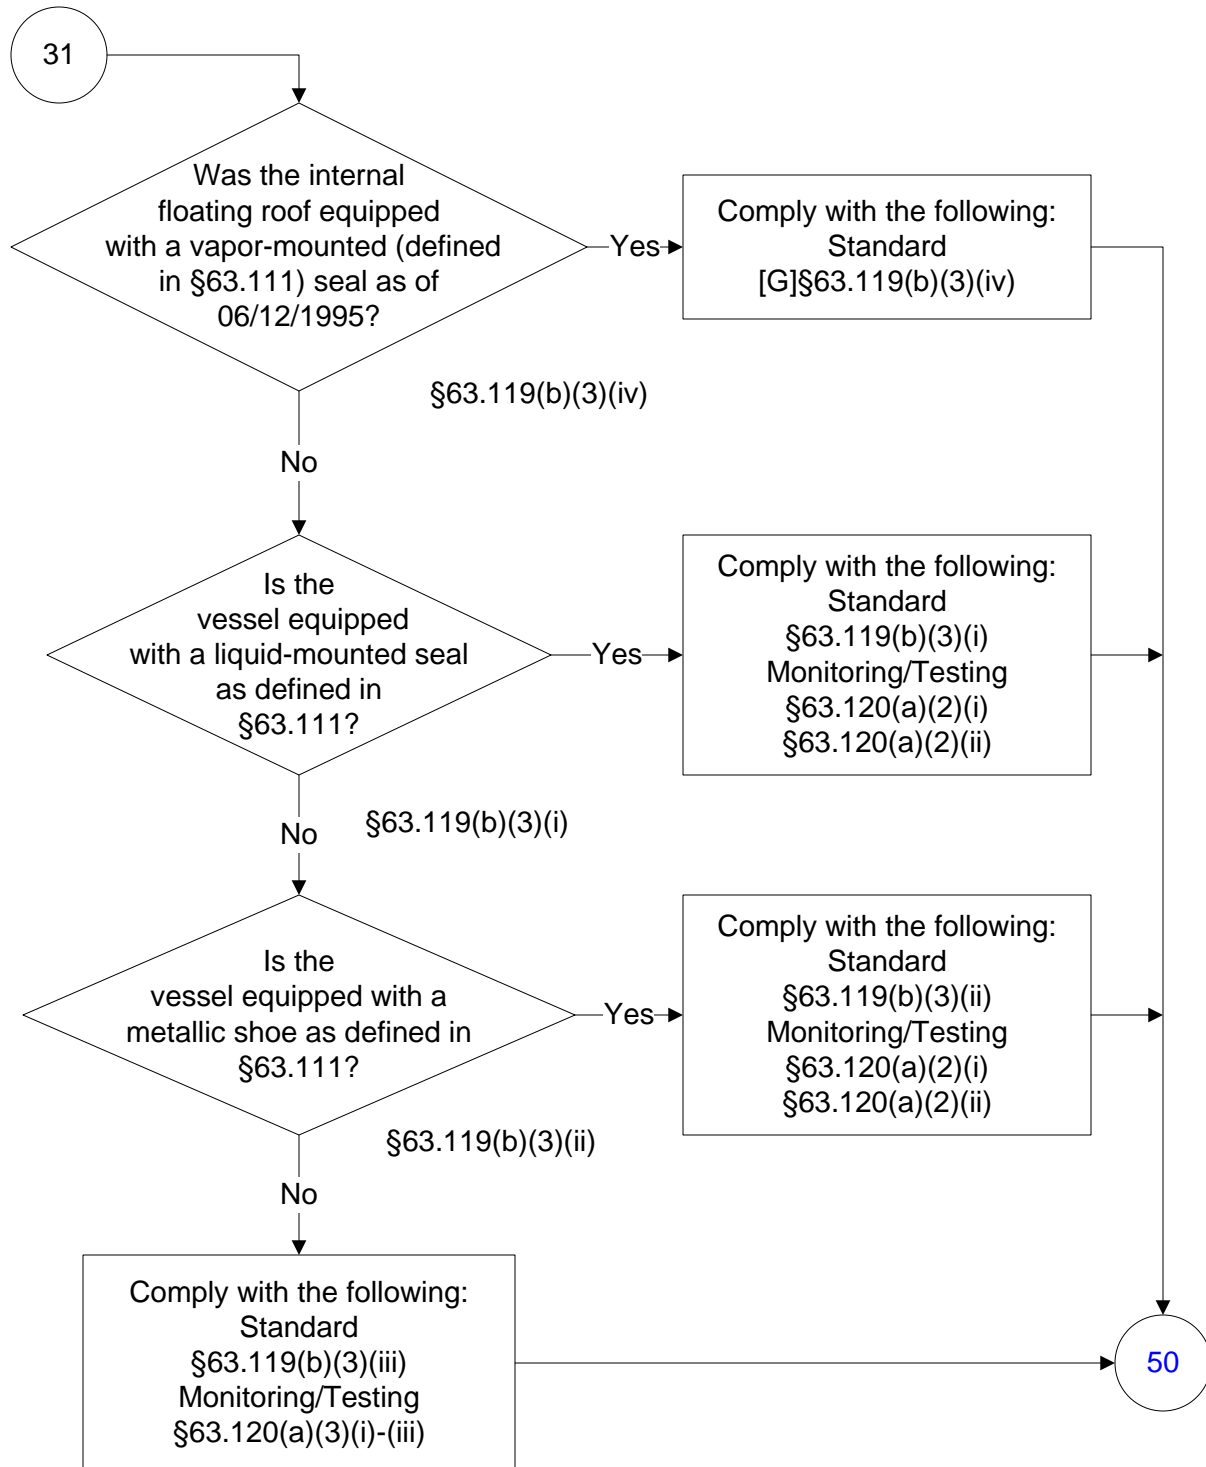 31
Was the internal
floating roof equipped
with a vapor-mounted (defined
in §63.111) seal as of
06/12/1995?
Yes
Comply with the following:
Standard
[G]§63.119(b)(3)(iv)
§63.119(b)(3)(iv)
No
Is the
vessel equipped
with a liquid-mounted seal
as defined in
§63.111?
Yes
Comply with the following:
Standard
§63.119(b)(3)(i)
Monitoring/Testing
§63.120(a)(2)(i)
§63.120(a)(2)(ii)
§63.119(b)(3)(i)
No
Is the
vessel equipped with a
metallic shoe as defined in
§63.111?
Yes
Comply with the following:
Standard
§63.119(b)(3)(ii)
Monitoring/Testing
§63.120(a)(2)(i)
§63.120(a)(2)(ii)
§63.119(b)(3)(ii)
No
Comply with the following:
Standard
§63.119(b)(3)(iii)
Monitoring/Testing
§63.120(a)(3)(i)-(iii)
50